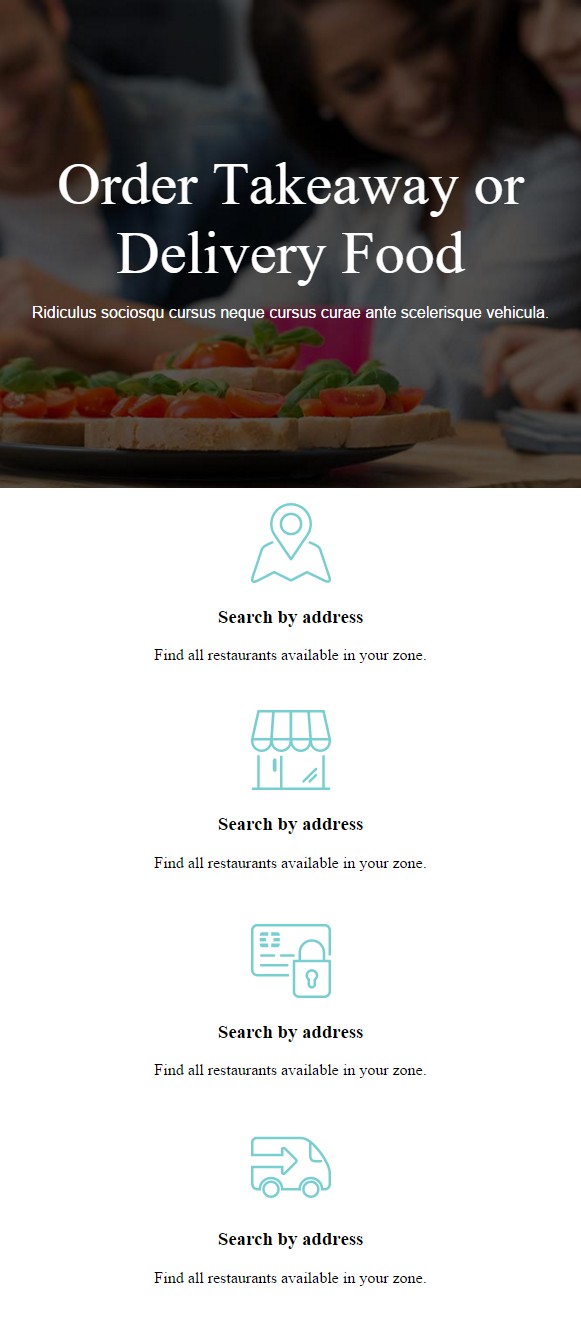 Order Takeaway or
Delivery Food
Ridiculus sociosqu cursus neque cursus curae ante scelerisque vehicula.
Search by address
Find all restaurants available in your zone.
Search by address
Find all restaurants available in your zone.
Search by address
Find all restaurants available in your zone.
Search by address
Find all restaurants available in your zone.